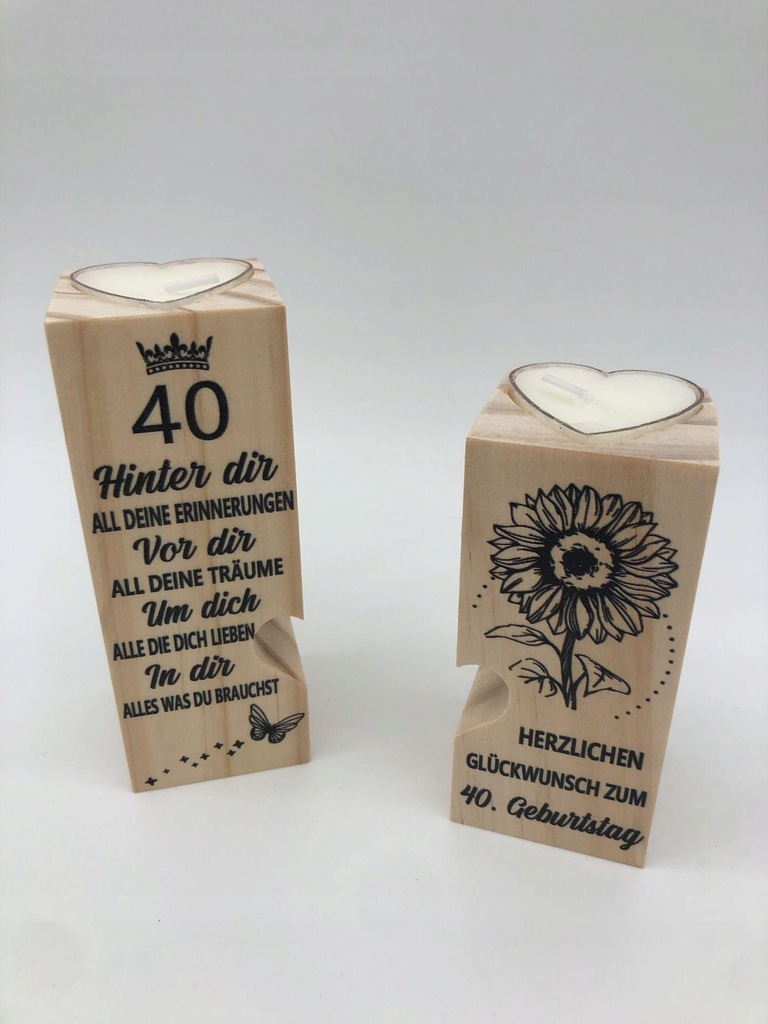 40
Hinter dir
ALL DEINE ERINNERUNGEN
Vor dir
ALL DEINE TRÄUME
Um dich
ALLE DIE DICH LIEBEN
In dir
ALLES WAS DU BRAUCHST
HERZLICHEN
GLÜCKWUNSCH ZUM
40. Geburtstag